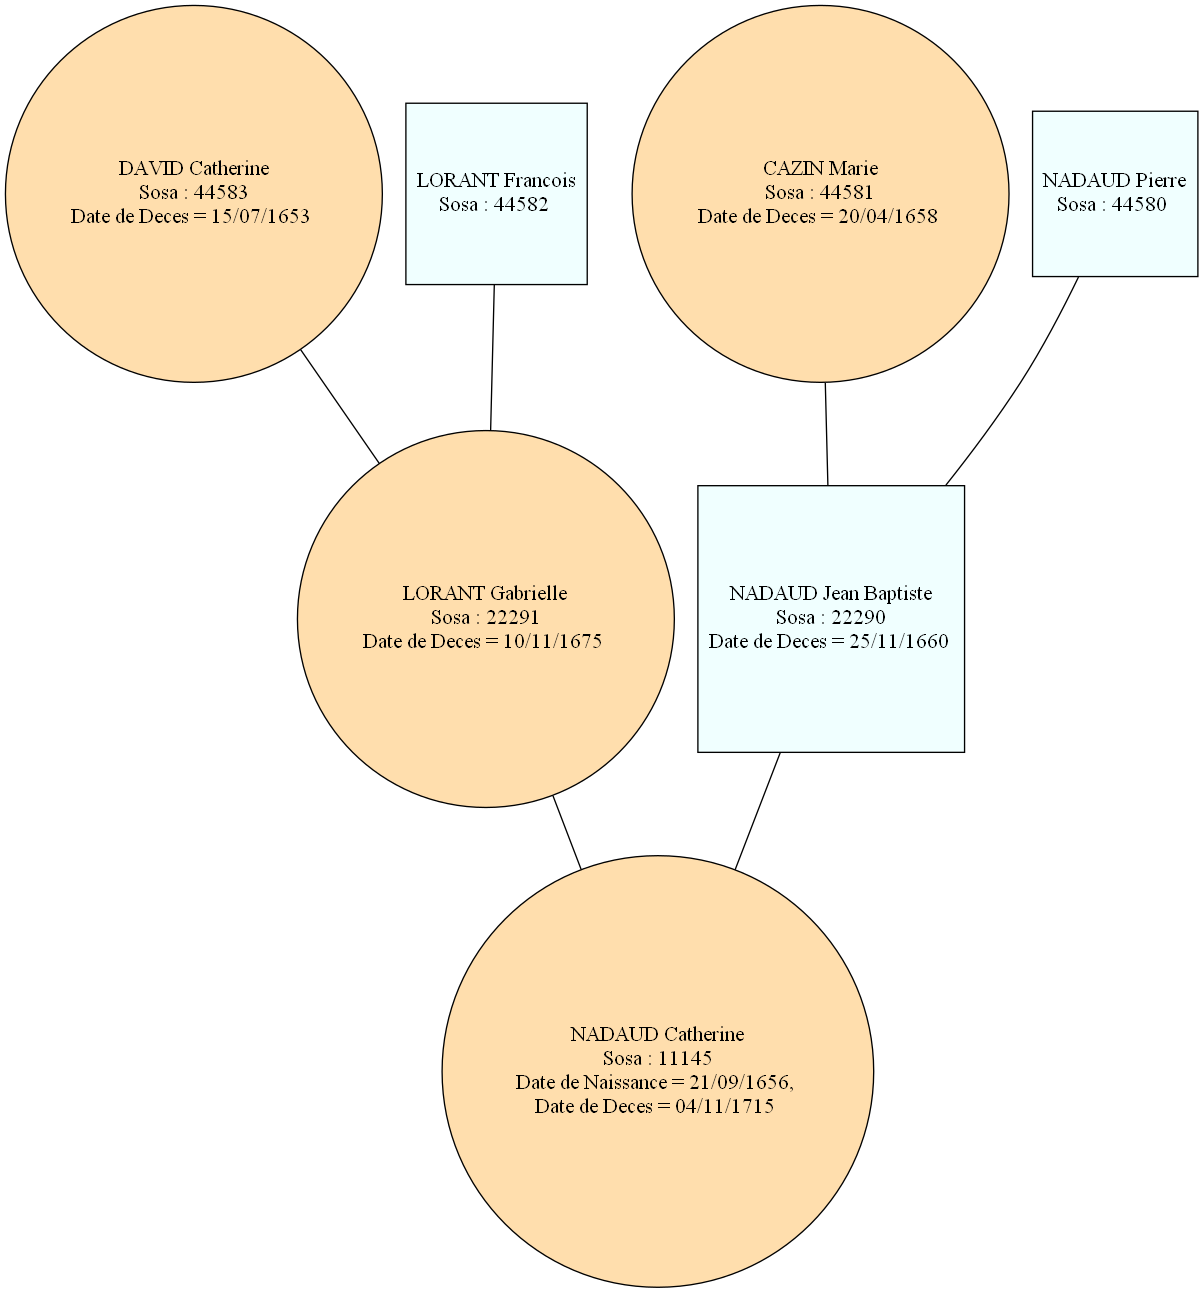 DAVID Catherine
Sosa : 44583
Date de Deces = 15/07/1653
LORANT Francois
Sosa : 44582
CAZIN Marie
Sosa : 44581
Date de Deces = 20/04/1658
NADAUD Pierre
Sosa : 44580
LORANT Gabrielle
Sosa : 22291
Date de Deces = 10/11/1675
NADAUD Jean Baptiste
Sosa : 22290
Date de Deces = 25/11/1660
NADAUD Catherine
Sosa : 11145
Date de Naissance = 21/09/1656,
Date de Deces = 04/11/1715